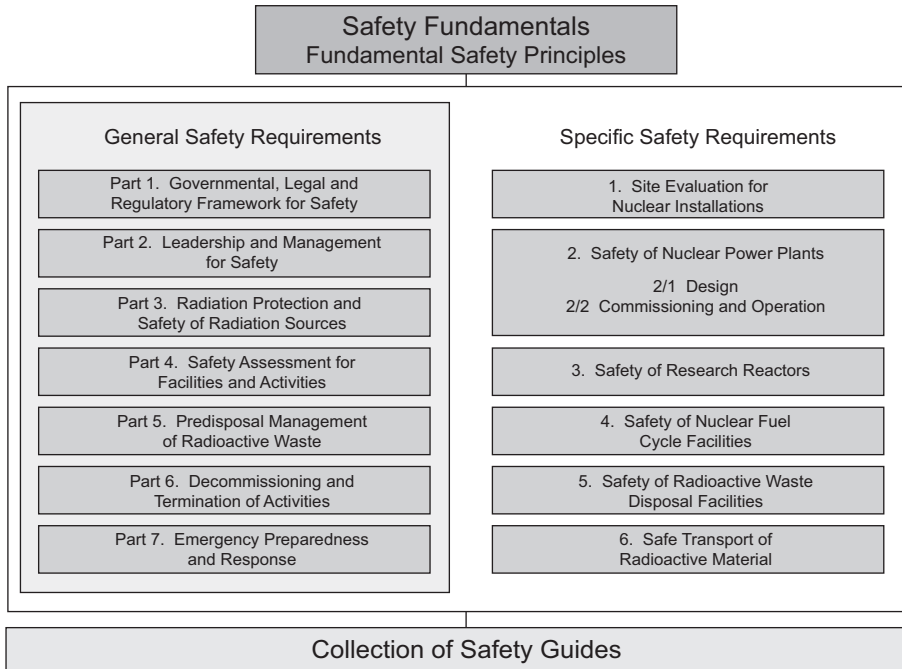 Safety Fundamentals
Fundamental Safety Principles
General Safety Requirements
Part 1. Governmental, Legal and
Regulatory Framework for Safety
Part 2. Leadership and Management
for Safety
Part 3. Radiation Protection and
Safety of Radiation Sources
Part 4. Safety Assessment for
Facilities and Activities
Part 5. Predisposal Management
of Radioactive Waste
Part 6. Decommissioning and
Termination of Activities
Part 7. Emergency Preparedness
and Response
Specific Safety Requirements
1. Site Evaluation for
Nuclear Installations
2. Safety of Nuclear Power Plants
2/1 Design
2/2 Commissioning and Operation
3. Safety of Research Reactors
4. Safety of Nuclear Fuel
Cycle Facilities
5. Safety of Radioactive Waste
Disposal Facilities
6. Safe Transport of
Radioactive Material
Collection of Safety Guides